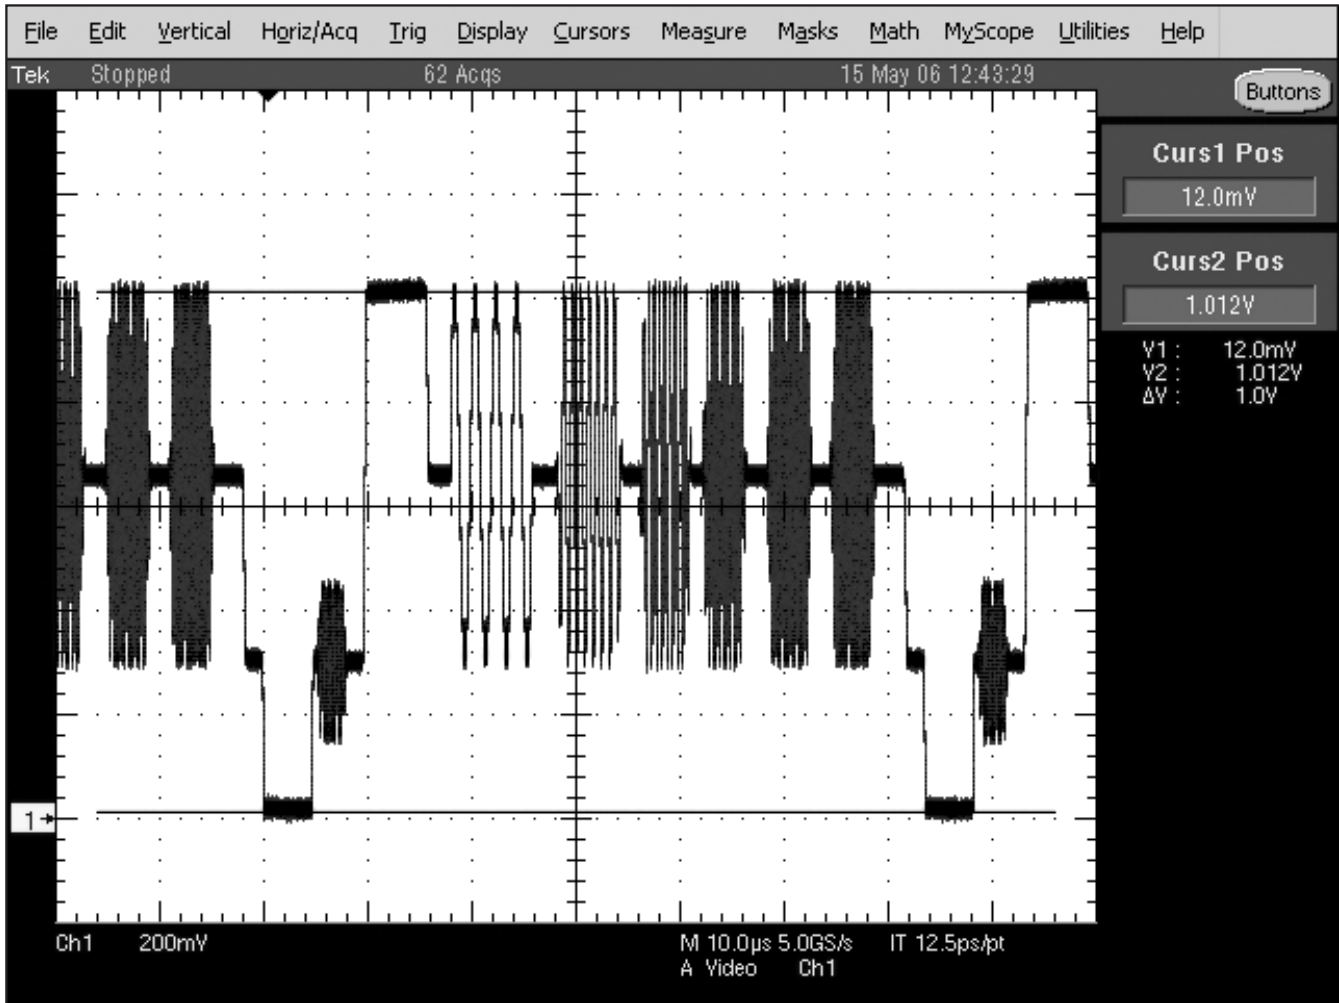 File Edit Vertical Horiz/Acq Trig Display Cursors Measure Masks Math MyScope Utilities Help
Tek Stopped 62 Acqs 15 May 06 12:43:29
Buttons
Curs1 Pos
12.0mV
Curs2 Pos
1.012V
V1 : 12.0mV
V2 : 1.012V
ΔV : 1.0V
1
Ch1 200mV M 10.0µs 5.0GS/s IT 12.5ps/pt
A Video Ch1